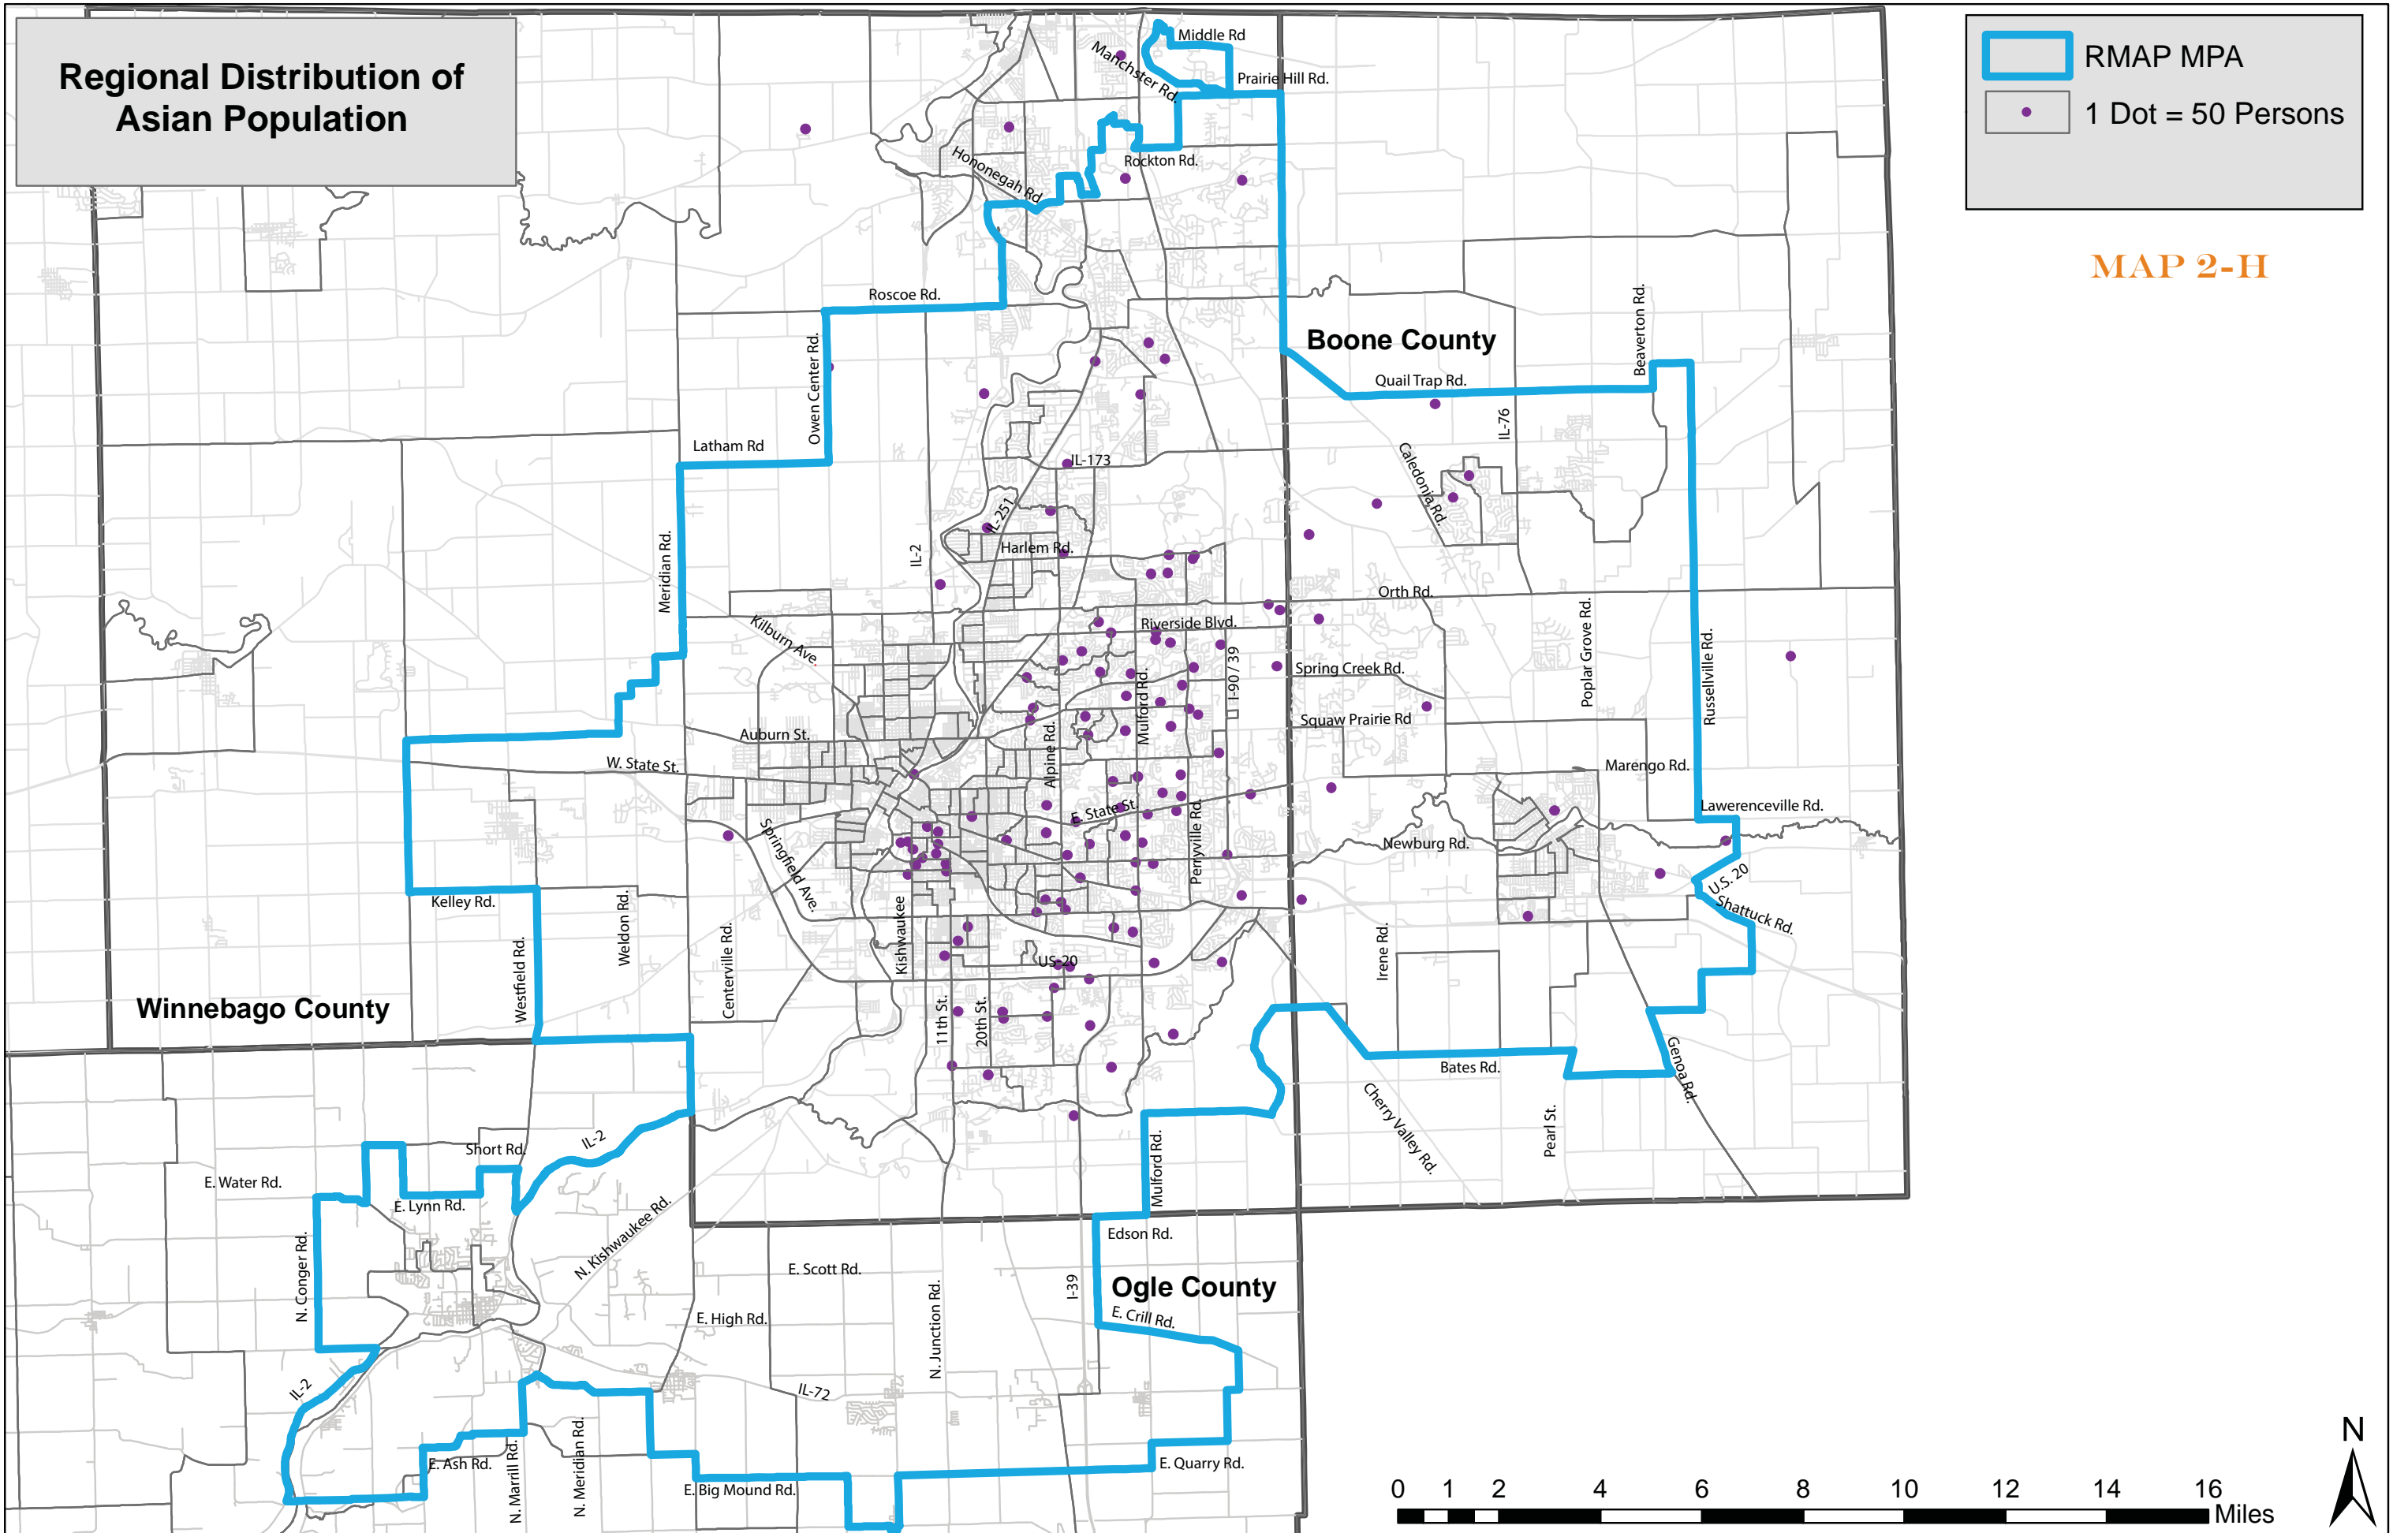 Regional Distribution of
Asian Population
RMAP MPA
1 Dot = 50 Persons
MAP 2-H
Middle Rd
Manchster Rd.
Prairie Hill Rd.
Rockton Rd.
Hononegah Rd
Roscoe Rd.
Owen Center Rd.
Boone County
Beaverton Rd.
Quail Trap Rd.
IL-76
Latham Rd
IL-173
Caledonia Rd.
IL-251
Harlem Rd.
IL-2
Meridian Rd.
Orth Rd.
Riverside Blvd.
Kilburn Ave.
Poplar Grove Rd.
Russellville Rd.
Spring Creek Rd.
I-90 / 39
Mulford Rd.
Squaw Prairie Rd
Auburn St.
Alpine Rd.
W. State St.
Marengo Rd.
E. State St.
Lawerenceville Rd.
Springfield Ave.
Perryville Rd.
Newburg Rd.
U.S. 20
Shattuck Rd.
Kelley Rd.
Weldon Rd.
Westfield Rd.
Centerville Rd.
Kishwaukee
US-20
Irene Rd.
Winnebago County
11th St.
20th St.
Bates Rd.
Genoa Rd.
Cherry Valley Rd.
Pearl St.
IL-2
Short Rd.
Mulford Rd.
E. Water Rd.
E. Lynn Rd.
N. Kishwaukee Rd.
Edson Rd.
N. Conger Rd.
E. Scott Rd.
N. Junction Rd.
I-39
Ogle County
E. High Rd.
E. Crill Rd.
IL-2
IL-72
N. Marrill Rd.
N. Meridian Rd.
E. Ash Rd.
E. Quarry Rd.
E. Big Mound Rd.
N
0 1 2 4 6 8 10 12 14 16
Miles